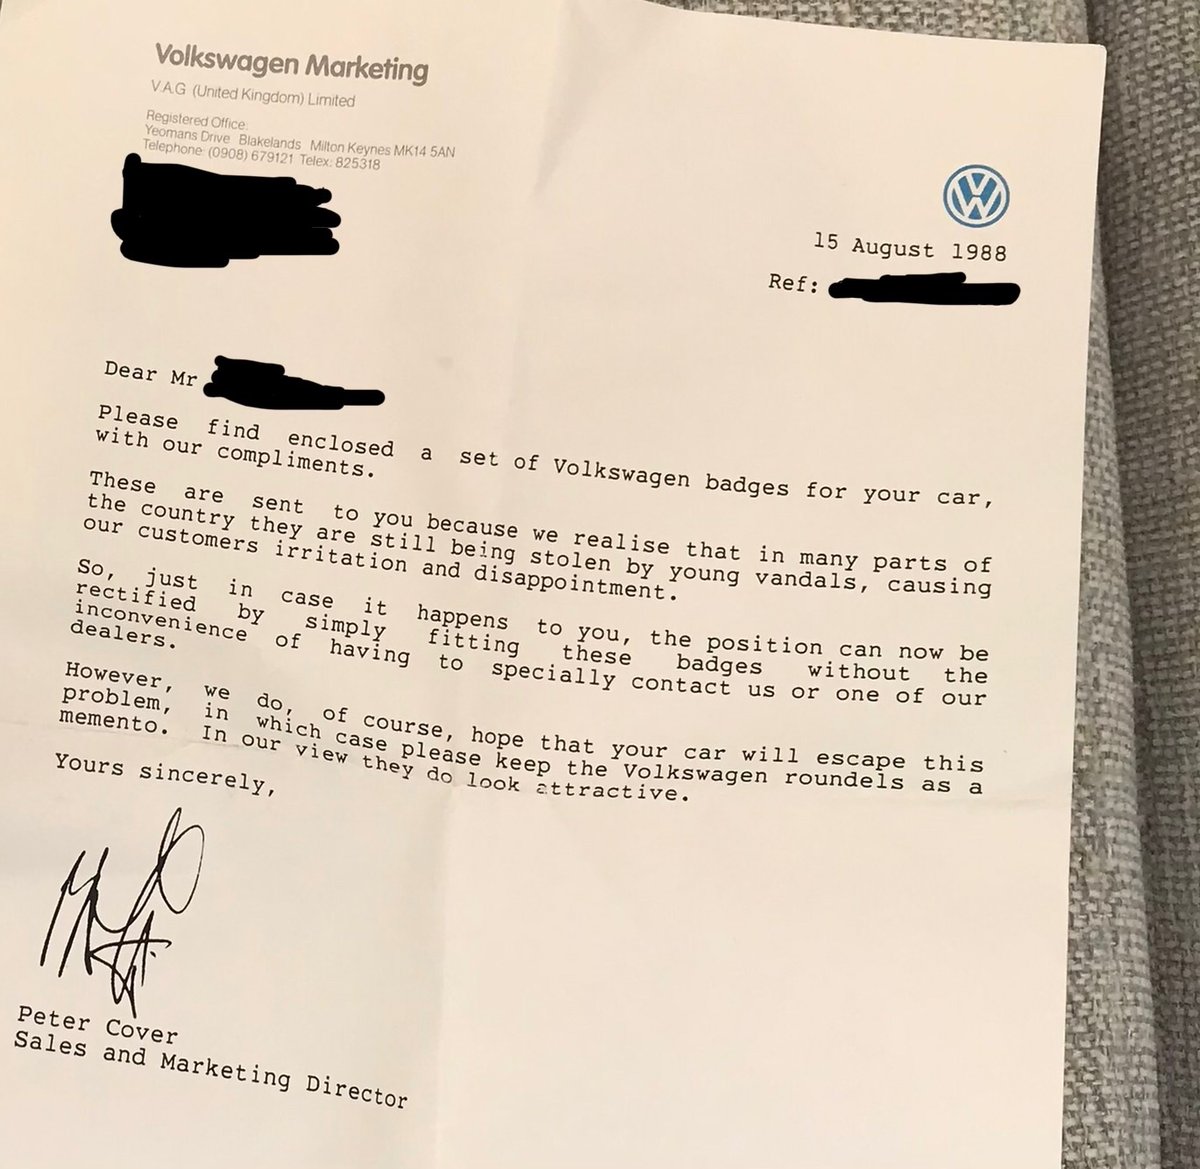 Volkswagen Marketing
V.A.G (United Kingdom) Limited
Registered Office:
Yeomans Drive Blakelands Milton Keynes MK14 5AN
Telephone: (0908) 679121 Telex: 825318
VW
15 August 1988
Ref:
Dear Mr
Please find enclosed a set of Volkswagen badges for your car,
with our compliments.
These are sent to you because we realise that in many parts of
the country they are still being stolen by young vandals, causing
our customers irritation and disappointment.
So, just in case it happens to you, the position can now be
rectified by simply fitting these badges without the
inconvenience of having to specially contact us or one of our
dealers.
However, we do, of course, hope that your car will escape this
problem, in which case please keep the Volkswagen roundels as a
memento. In our view they do look attractive.
Yours sincerely,
Peter Cover
Sales and Marketing Director